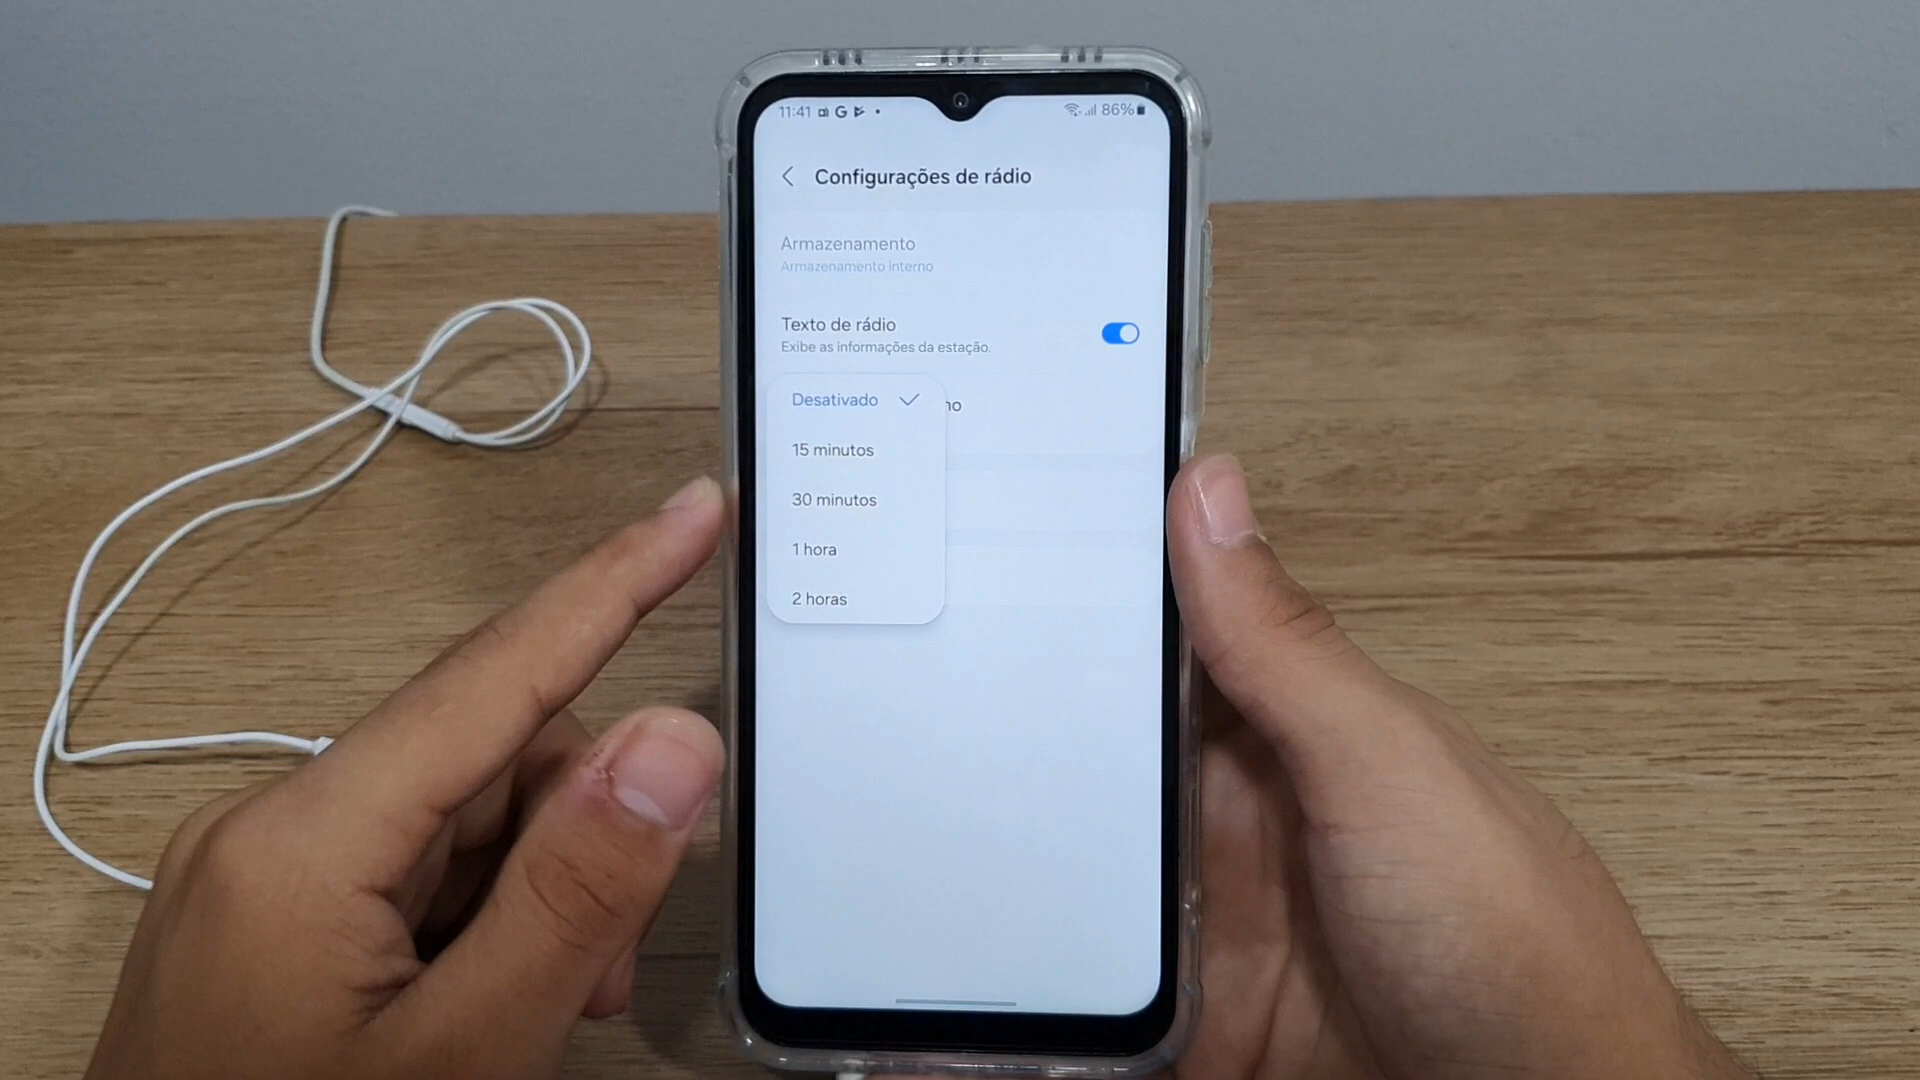 11:41 G 86%
Configurações de rádio
Armazenamento
Armazenamento interno
Texto de rádio
Exibe as informações da estação.
Desativado
15 minutos
30 minutos
1 hora
2 horas